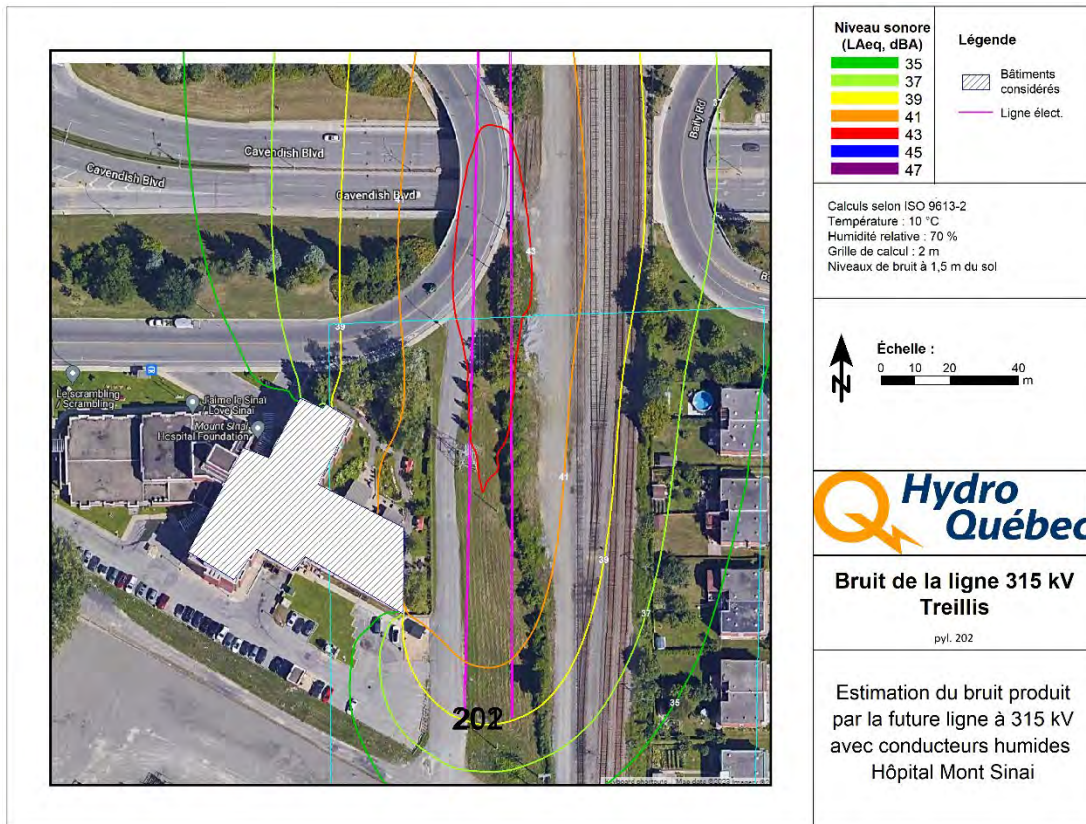 Niveau sonore
(LAeq, dBA)
35
37
39
41
43
45
47
Légende
Bâtiments
considérés
Ligne élect.
Calculs selon ISO 9613-2
Température : 10 °C
Humidité relative : 70 %
Grille de calcul : 2 m
Niveaux de bruit à 1,5 m du sol
N
Échelle :
0 10 20 40
m
Hydro
Québec
Bruit de la ligne 315 kV
Treillis
pyl. 202
Estimation du bruit produit
par la future ligne à 315 kV
avec conducteurs humides
Hôpital Mont Sinai
Cavendish Blvd
Cavendish Blvd
Cavendish Blvd
Baily Rd
43
39
Le scrambling
/ Scrambling
J'aime le Sinaï
/ Love Sinai
Mount Sinai
Hospital Foundation
41
39
37
35
Keyboard shortcuts